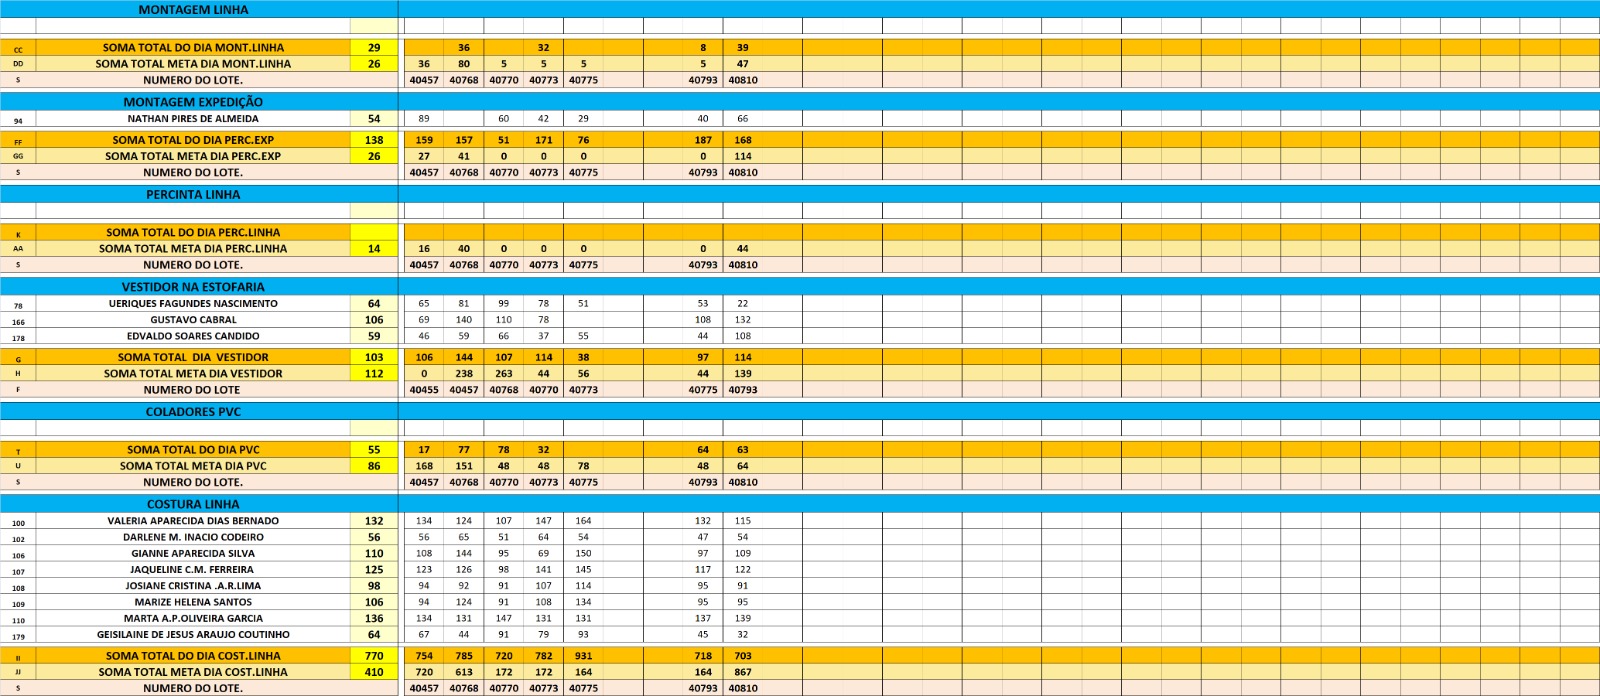 MONTAGEM LINHA
CC SOMA TOTAL DO DIA MONT.LINHA 29 36 32 8 39
DD SOMA TOTAL META DIA MONT.LINHA 26 36 80 5 5 5 5 47
S NUMERO DO LOTE. 40457 40768 40770 40773 40775 40793 40810
MONTAGEM EXPEDIÇÃO
94 NATHAN PIRES DE ALMEIDA 54 89 60 42 29 40 66
FF SOMA TOTAL DO DIA PERC.EXP 138 159 157 51 171 76 187 168
GG SOMA TOTAL META DIA PERC.EXP 26 27 41 0 0 0 0 114
S NUMERO DO LOTE. 40457 40768 40770 40773 40775 40793 40810
PERCINTA LINHA
K SOMA TOTAL DO DIA PERC.LINHA
AA SOMA TOTAL META DIA PERC.LINHA 14 16 40 0 0 0 0 44
S NUMERO DO LOTE. 40457 40768 40770 40773 40775 40793 40810
VESTIDOR NA ESTOFARIA
78 UERIQUES FAGUNDES NASCIMENTO 64 65 81 99 78 51 53 22
166 GUSTAVO CABRAL 106 69 140 110 78 108 132
178 EDVALDO SOARES CANDIDO 59 46 59 66 37 55 44 108
G SOMA TOTAL DIA VESTIDOR 103 106 144 107 114 38 97 114
H SOMA TOTAL META DIA VESTIDOR 112 0 238 263 44 56 44 139
F NUMERO DO LOTE 40455 40457 40768 40770 40773 40775 40793
COLADORES PVC
T SOMA TOTAL DO DIA PVC 55 17 77 78 32 64 63
U SOMA TOTAL META DIA PVC 86 168 151 48 48 78 48 64
S NUMERO DO LOTE. 40457 40768 40770 40773 40775 40793 40810
COSTURA LINHA
100 VALERIA APARECIDA DIAS BERNADO 132 134 124 107 147 164 132 115
102 DARLENE M. INACIO CODEIRO 56 56 65 51 64 54 47 54
106 GIANNE APARECIDA SILVA 110 108 144 95 69 150 97 109
107 JAQUELINE C.M. FERREIRA 125 123 126 98 141 145 117 122
108 JOSIANE CRISTINA .A.R.LIMA 98 94 92 91 107 114 95 91
109 MARIZE HELENA SANTOS 106 94 124 91 108 134 95 95
110 MARTA A.P.OLIVEIRA GARCIA 136 134 131 147 131 131 137 139
179 GEISILAINE DE JESUS ARAUJO COUTINHO 64 67 44 91 79 93 45 32
II SOMA TOTAL DO DIA COST.LINHA 770 754 785 720 782 931 718 703
JJ SOMA TOTAL META DIA COST.LINHA 410 720 613 172 172 164 164 867
S NUMERO DO LOTE. 40457 40768 40770 40773 40775 40793 40810